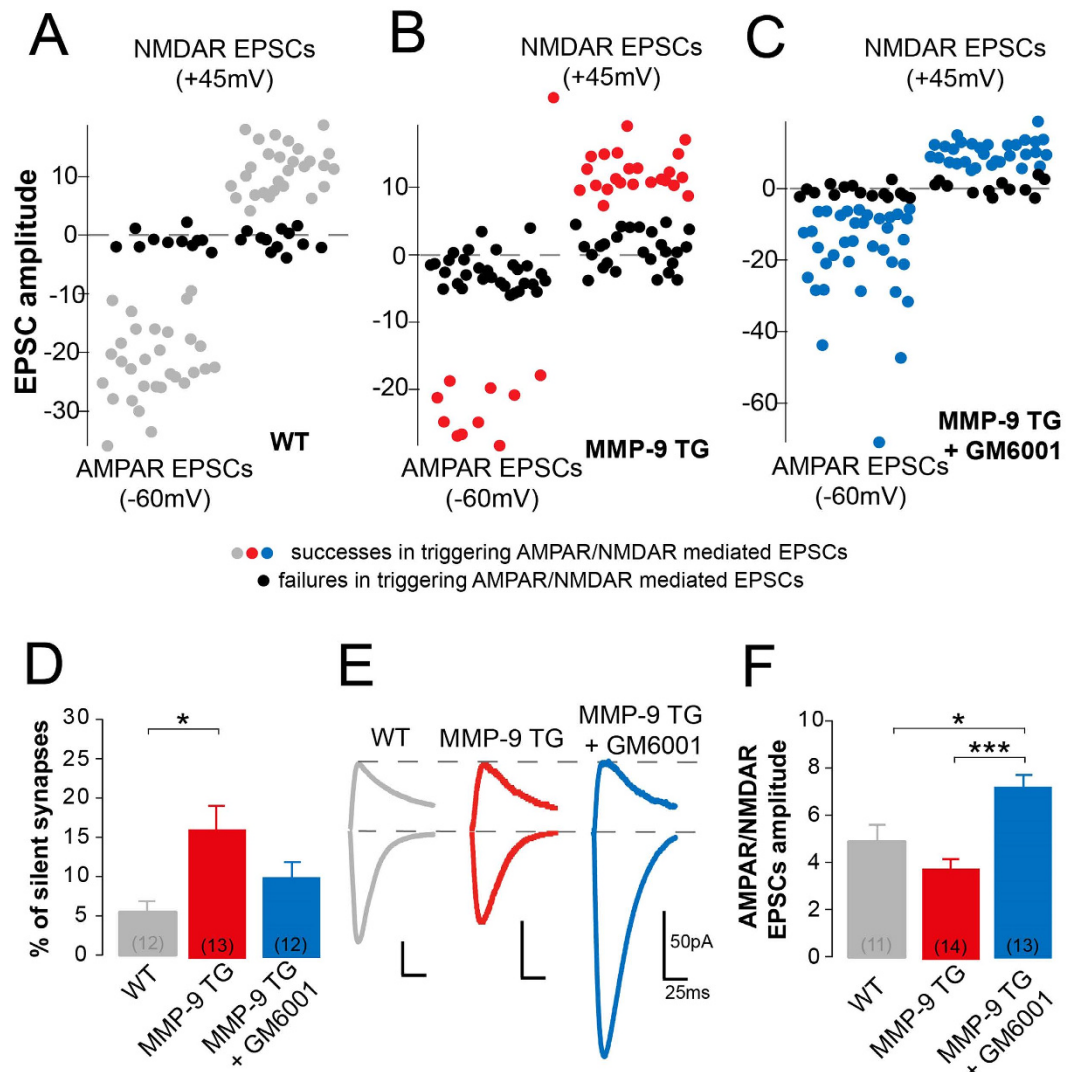 A
NMDAR EPSCs
(+45mV)
EPSC amplitude
10
0
-10
-20
-30
WT
AMPAR EPSCs
(-60mV)
B
NMDAR EPSCs
(+45mV)
10
0
-10
-20
MMP-9 TG
AMPAR EPSCs
(-60mV)
C
NMDAR EPSCs
(+45mV)
0
-20
-40
-60
MMP-9 TG
+ GM6001
AMPAR EPSCs
(-60mV)
successes in triggering AMPAR/NMDAR mediated EPSCs
failures in triggering AMPAR/NMDAR mediated EPSCs
D
% of silent synapses
30
25
20
15
10
5
0
*
(12)
(13)
(12)
WT
MMP-9 TG
MMP-9 TG
+ GM6001
E
WT
MMP-9 TG
MMP-9 TG
+ GM6001
50pA
25ms
F
AMPAR/NMDAR
EPSCs amplitude
8
6
4
2
0
*
***
(11)
(14)
(13)
WT
MMP-9 TG
MMP-9 TG
+ GM6001